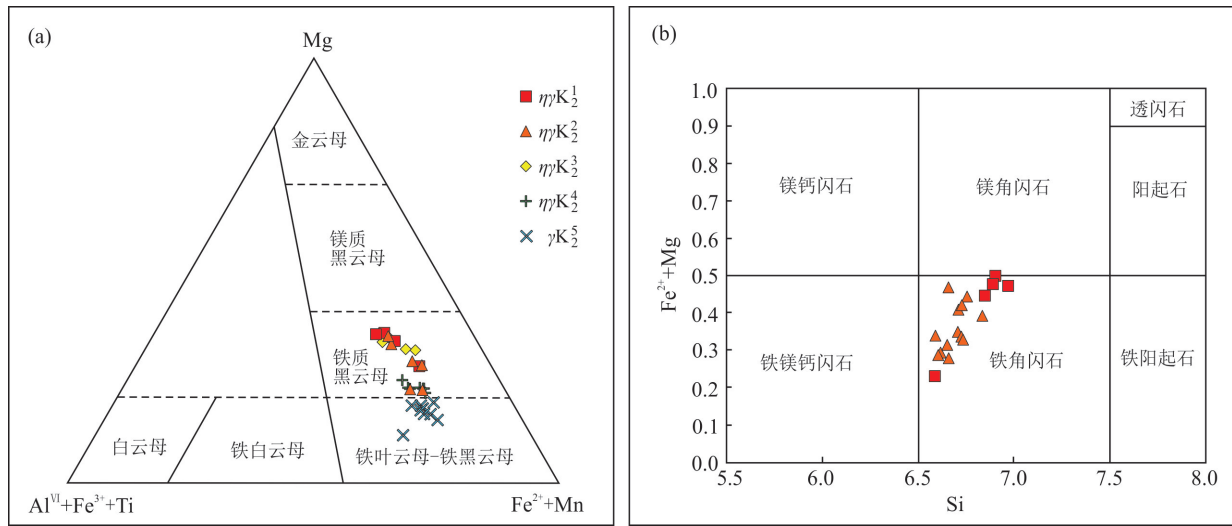 (a)
Mg
ηγK₂¹
ηγK₂²
ηγK₂³
ηγK₂⁴
γK₂⁵
金云母
镁质
黑云母
铁质
黑云母
白云母
铁白云母
铁叶云母-铁黑云母
Alⱽᴵ+Fe³⁺+Ti
Fe²⁺+Mn
(b)
Fe²⁺+Mg
1.0
0.9
0.8
0.7
0.6
0.5
0.4
0.3
0.2
0.1
0.0
透闪石
镁钙闪石
镁角闪石
阳起石
铁镁钙闪石
铁角闪石
铁阳起石
5.5
6.0
6.5
7.0
7.5
8.0
Si